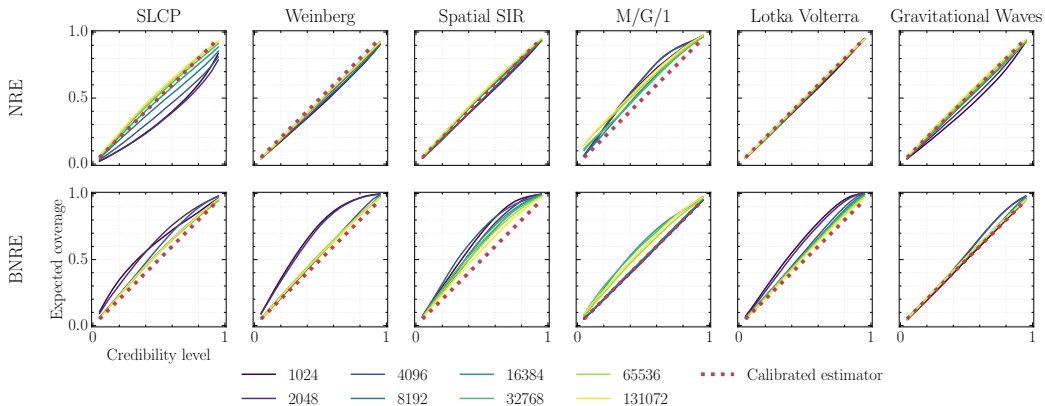 SLCP Weinberg Spatial SIR M/G/1 Lotka Volterra Gravitational Waves
NRE
1.0
0.5
0.0
BNRE
Expected coverage
1.0
0.5
0.0
0 1 0 1 0 1 0 1 0 1 0 1
Credibility level
1024 4096 16384 65536 Calibrated estimator
2048 8192 32768 131072